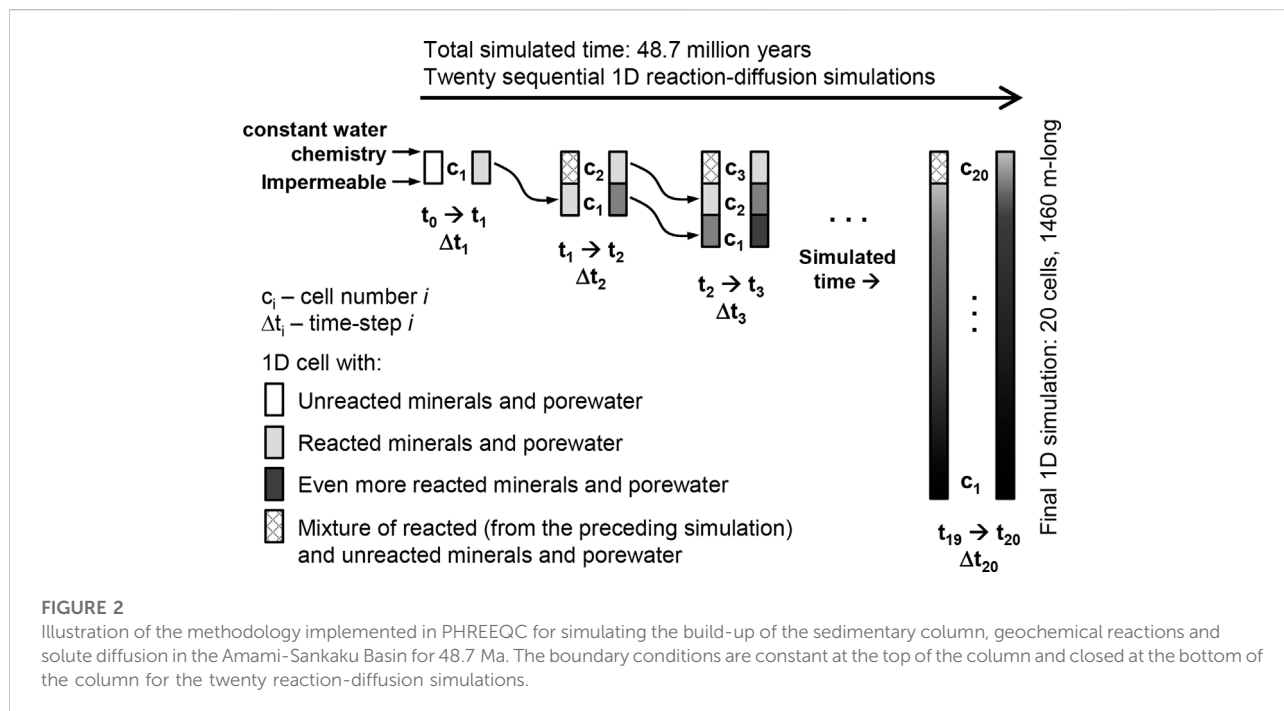 Total simulated time: 48.7 million years
Twenty sequential 1D reaction-diffusion simulations
constant water
chemistry
Impermeable
c₁
t₀ → t₁
Δt₁
c₂
c₁
t₁ → t₂
Δt₂
c₃
c₂
c₁
t₂ → t₃
Δt₃
. . .
Simulated
time →
c₂₀
c₁
t₁₉ → t₂₀
Δt₂₀
Final 1D simulation: 20 cells, 1460 m-long
cᵢ – cell number i
Δtᵢ – time-step i
1D cell with:
Unreacted minerals and porewater
Reacted minerals and porewater
Even more reacted minerals and porewater
Mixture of reacted (from the preceding simulation)
and unreacted minerals and porewater
FIGURE 2
Illustration of the methodology implemented in PHREEQC for simulating the build-up of the sedimentary column, geochemical reactions and
solute diffusion in the Amami-Sankaku Basin for 48.7 Ma. The boundary conditions are constant at the top of the column and closed at the bottom of
the column for the twenty reaction-diffusion simulations.